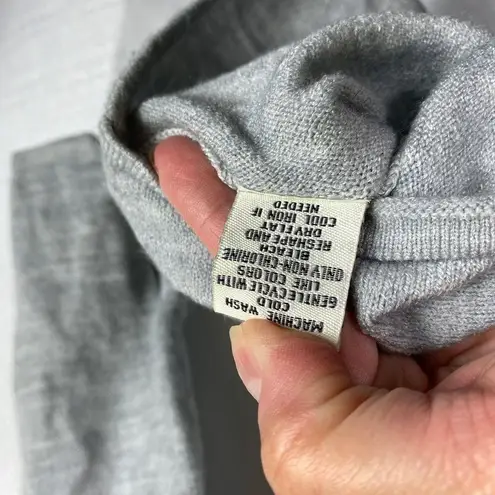 MACHINE WASH
COLD
GENTLE CYCLE WITH
LIKE COLORS
ONLY NON-CHLORINE
BLEACH
RESHAPE AND
DRY FLAT
COOL IRON IF
NEEDED